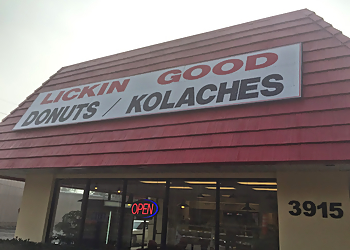 LICKIN GOOD
DONUTS / KOLACHES
OPEN
3915